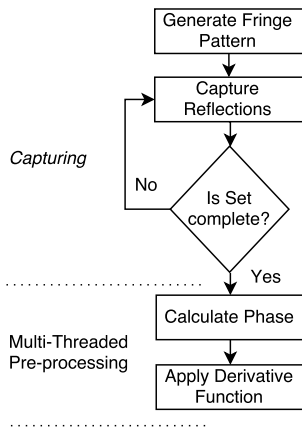 Generate Fringe
Pattern
Capture
Reflections
Capturing
No
Is Set
complete?
Yes
Calculate Phase
Multi-Threaded
Pre-processing
Apply Derivative
Function